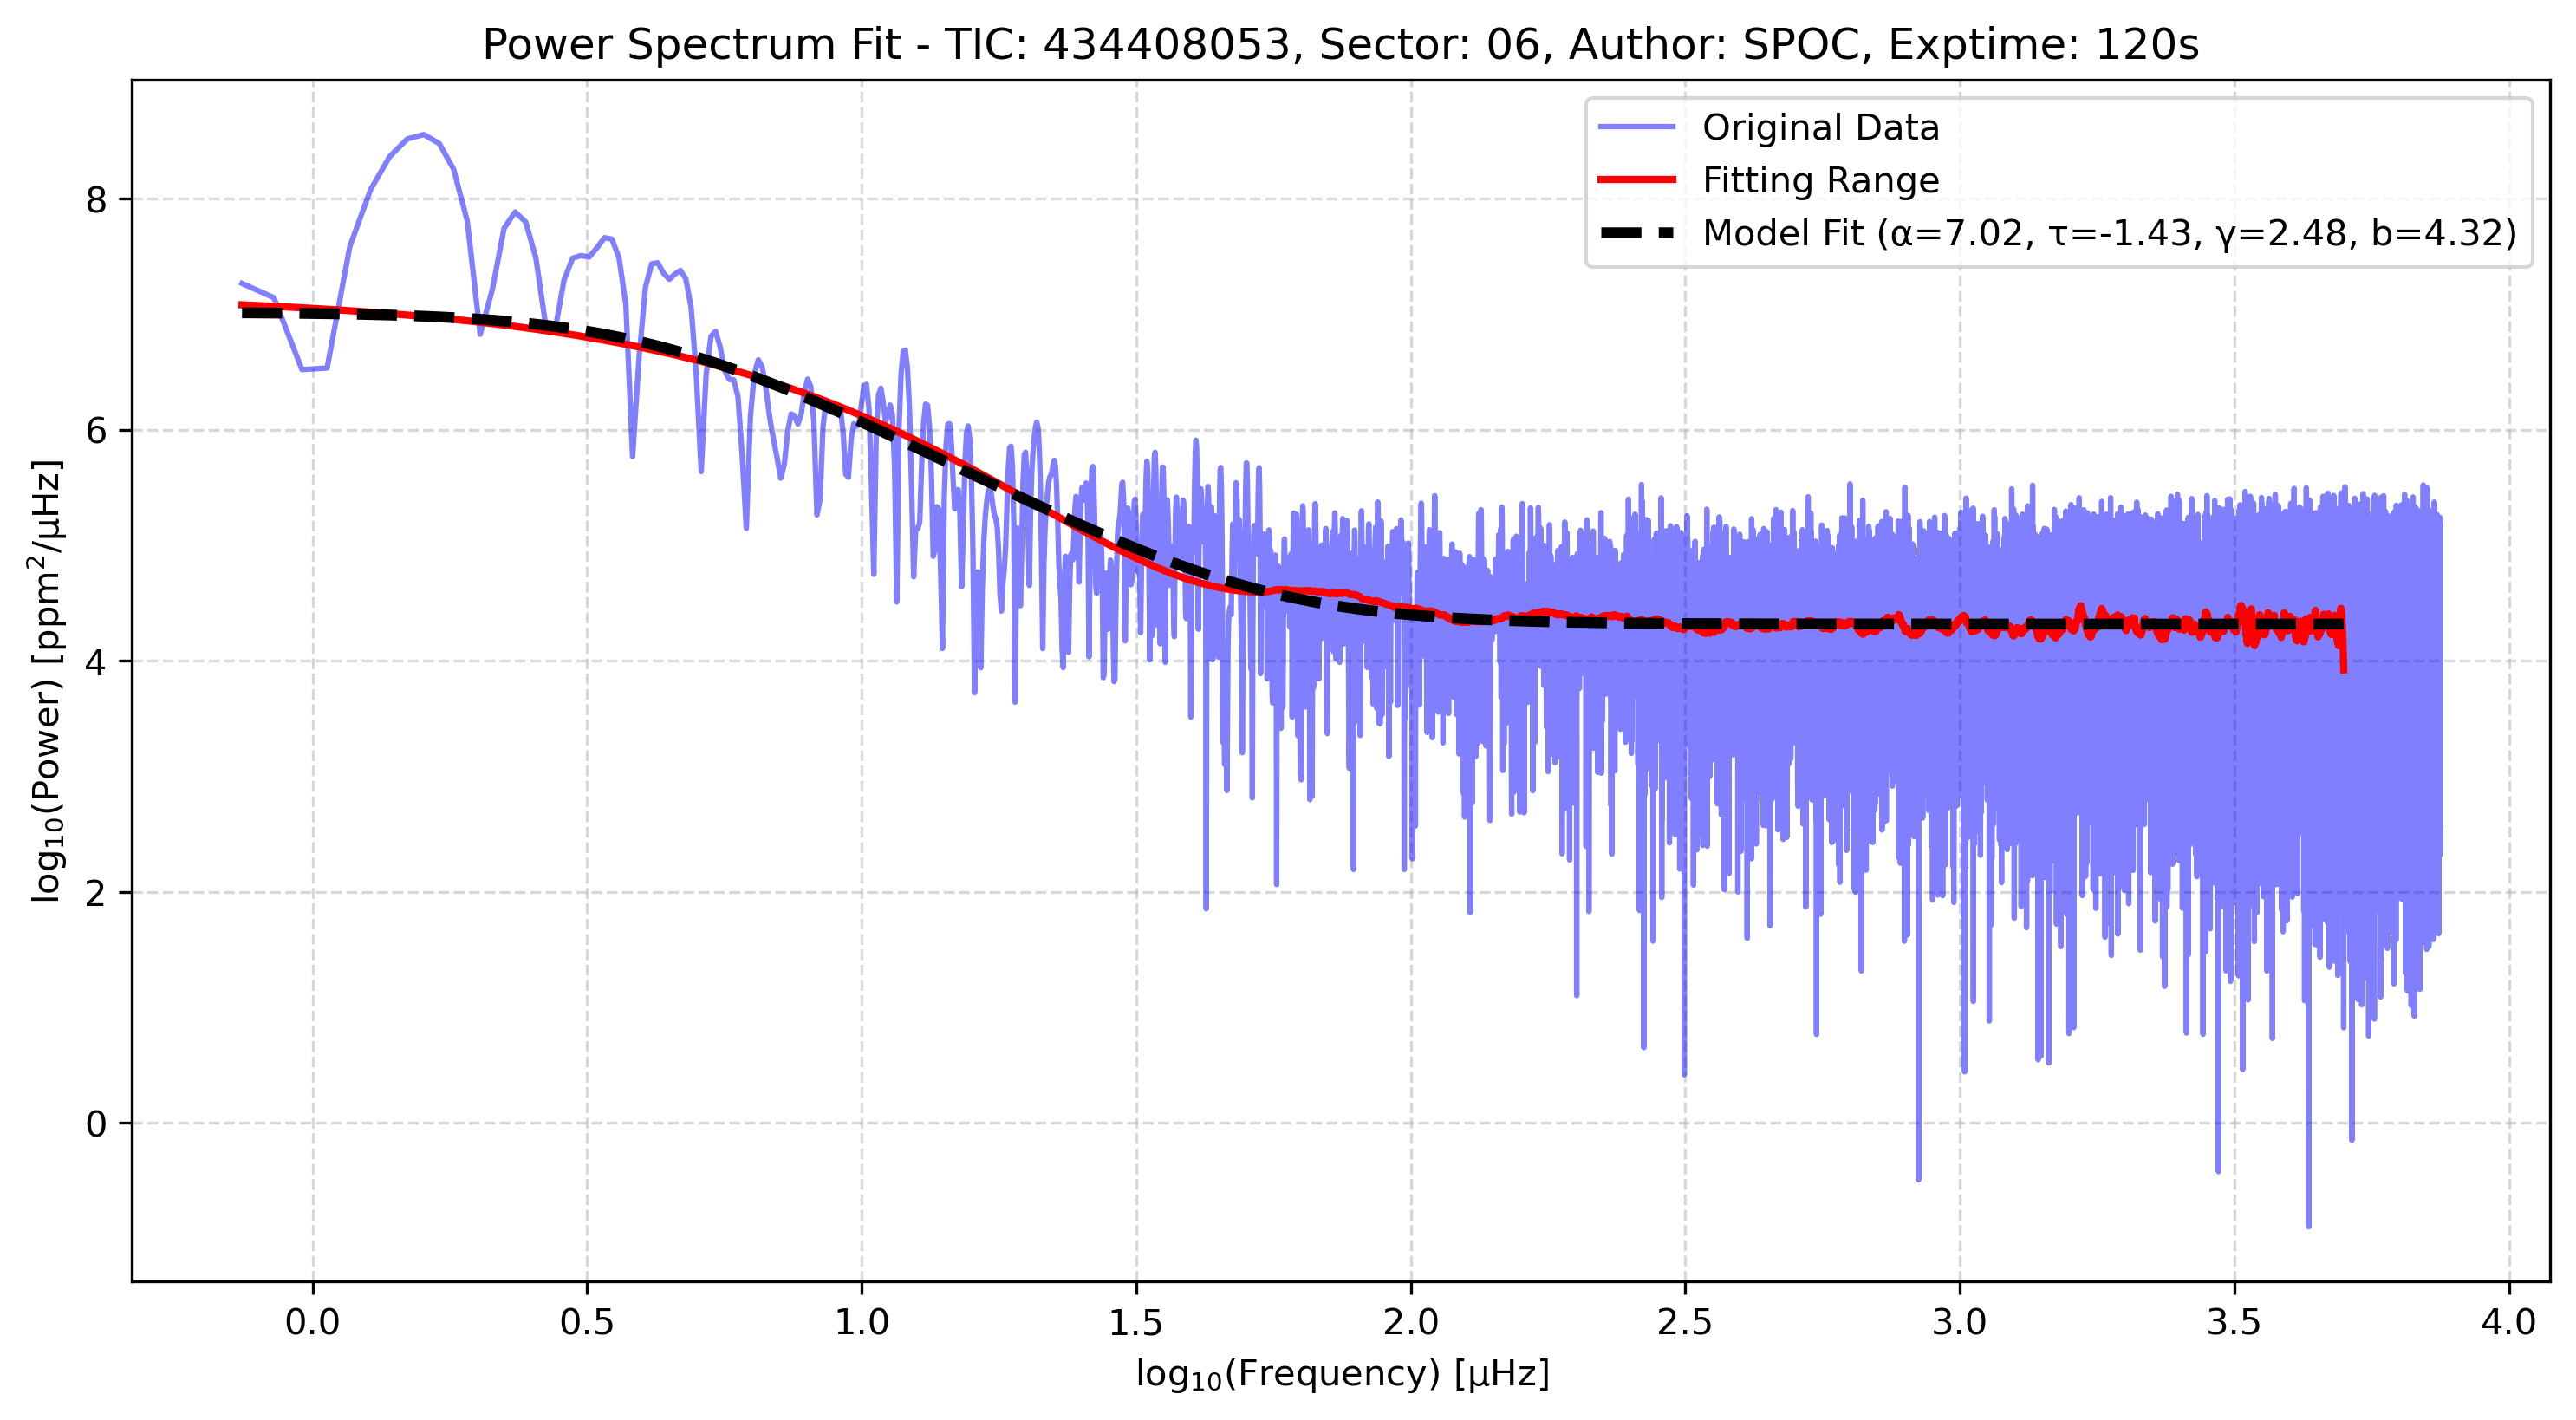 Power Spectrum Fit - TIC: 434408053, Sector: 06, Author: SPOC, Exptime: 120s
Original Data
Fitting Range
Model Fit (α=7.02, τ=-1.43, γ=2.48, b=4.32)
log₁₀(Power) [ppm²/μHz]
8
6
4
2
0
0.0 0.5 1.0 1.5 2.0 2.5 3.0 3.5 4.0
log₁₀(Frequency) [μHz]